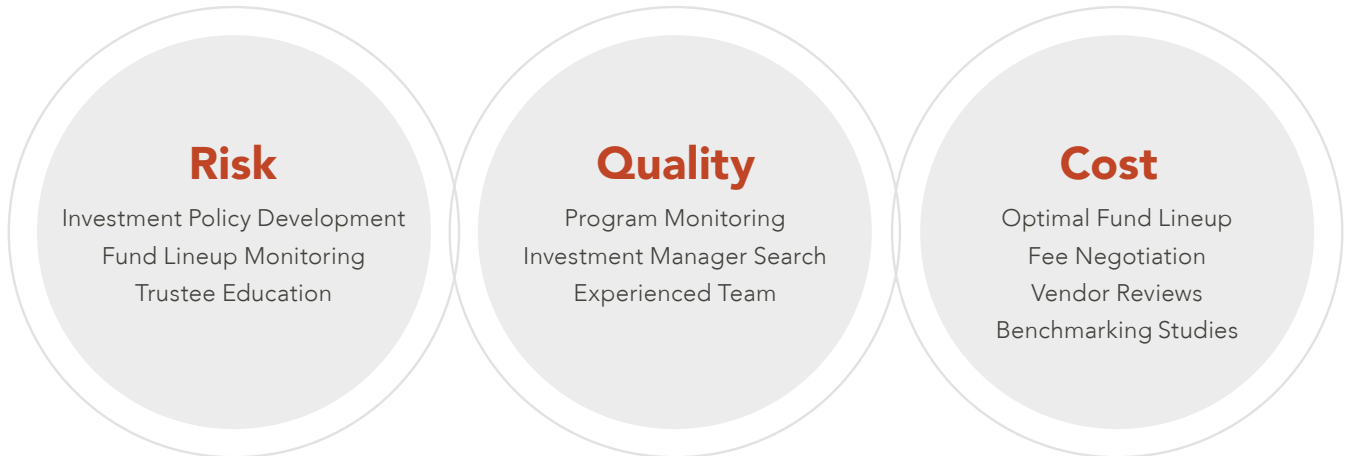 Risk
Investment Policy Development
Fund Lineup Monitoring
Trustee Education
Quality
Program Monitoring
Investment Manager Search
Experienced Team
Cost
Optimal Fund Lineup
Fee Negotiation
Vendor Reviews
Benchmarking Studies